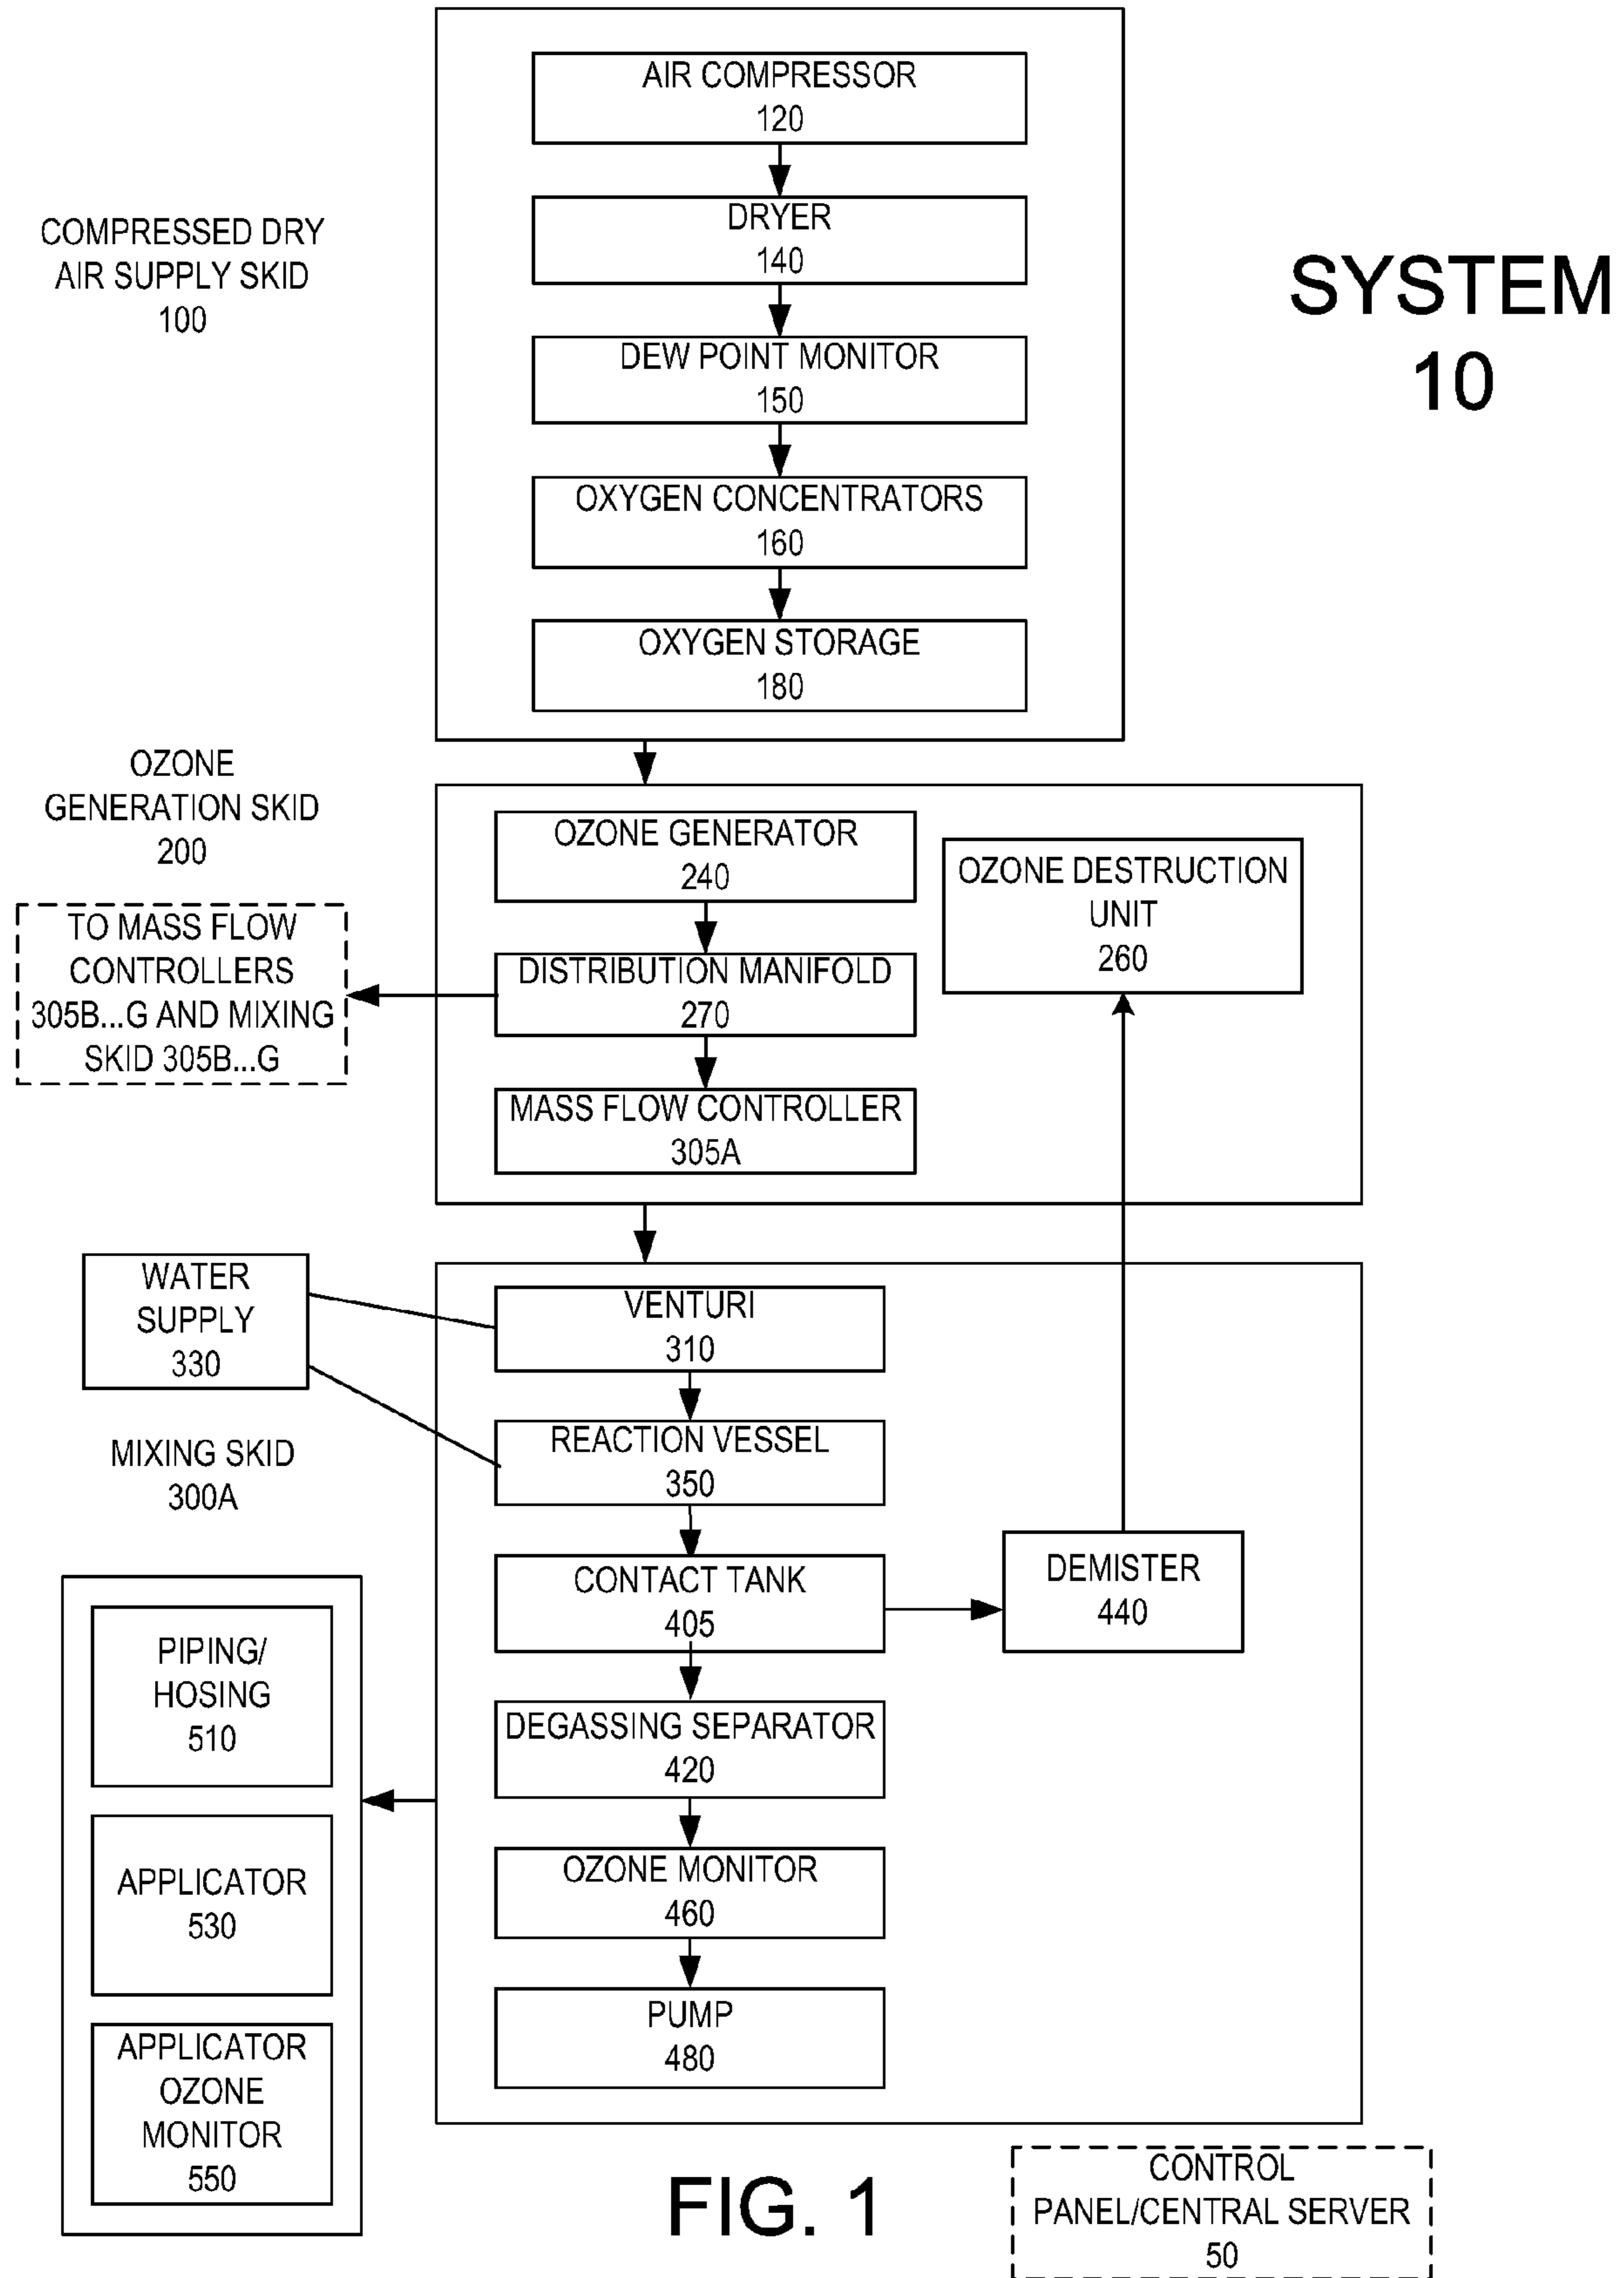 AIR COMPRESSOR
120
DRYER
140
COMPRESSED DRY
AIR SUPPLY SKID
100
SYSTEM
10
DEW POINT MONITOR
150
OXYGEN CONCENTRATORS
160
OXYGEN STORAGE
180
OZONE
GENERATION SKID
200
OZONE GENERATOR
240
OZONE DESTRUCTION
UNIT
260
TO MASS FLOW
CONTROLLERS
305B...G AND MIXING
SKID 305B...G
DISTRIBUTION MANIFOLD
270
MASS FLOW CONTROLLER
305A
WATER
SUPPLY
330
VENTURI
310
MIXING SKID
300A
REACTION VESSEL
350
CONTACT TANK
405
DEMISTER
440
PIPING/
HOSING
510
DEGASSING SEPARATOR
420
APPLICATOR
530
OZONE MONITOR
460
PUMP
480
APPLICATOR
OZONE
MONITOR
550
FIG. 1
CONTROL
PANEL/CENTRAL SERVER
50